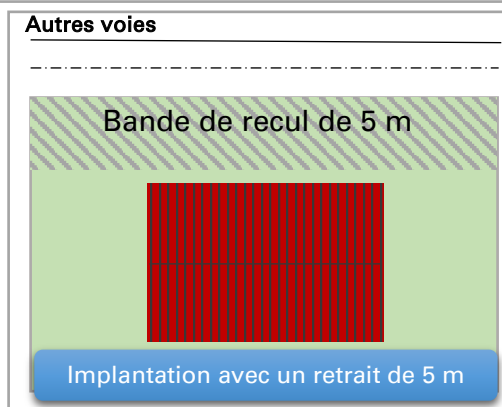 Autres voies
Bande de recul de 5 m
Implantation avec un retrait de 5 m